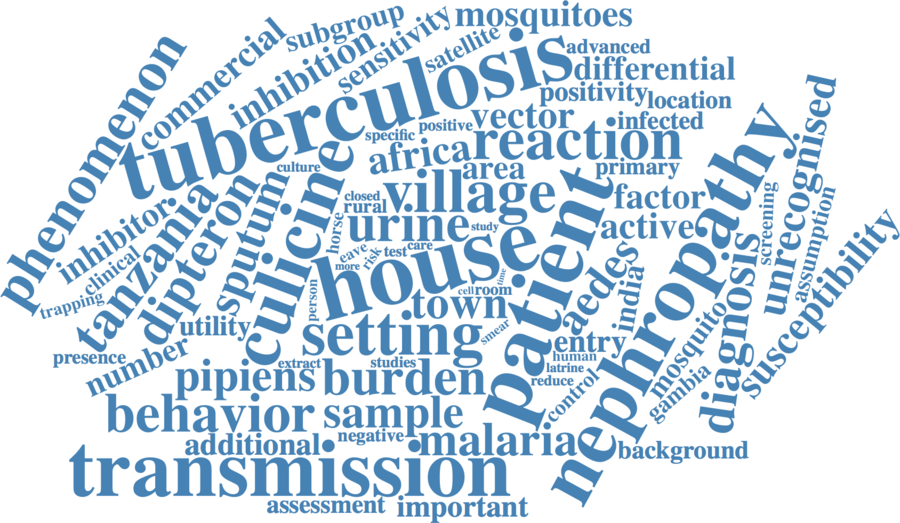 mosquitoes
subgroup
commercial
sensitivity
satellite
inhibition
phenomenon
tuberculosis
advanced
differential
positivity
location
vector
infected
specific
positive
reaction
africa
area
primary
culture
village
closed
rural
factor
active
urine
study
horse
eave
risk
test
care
more
house
patient
nephropathy
unrecognised
screening
assumption
susceptibility
inhibitor
clinical
trapping
tanzania
dipteron
sputum
culicine
person
cell
room
time
town
smear
setting
aedes
india
entry
human
latrine
reduce
control
mosquito
gambia
diagnosis
utility
presence
number
extract
studies
pipiens
burden
behavior
sample
additional
negative
malaria
background
transmission
assessment
important